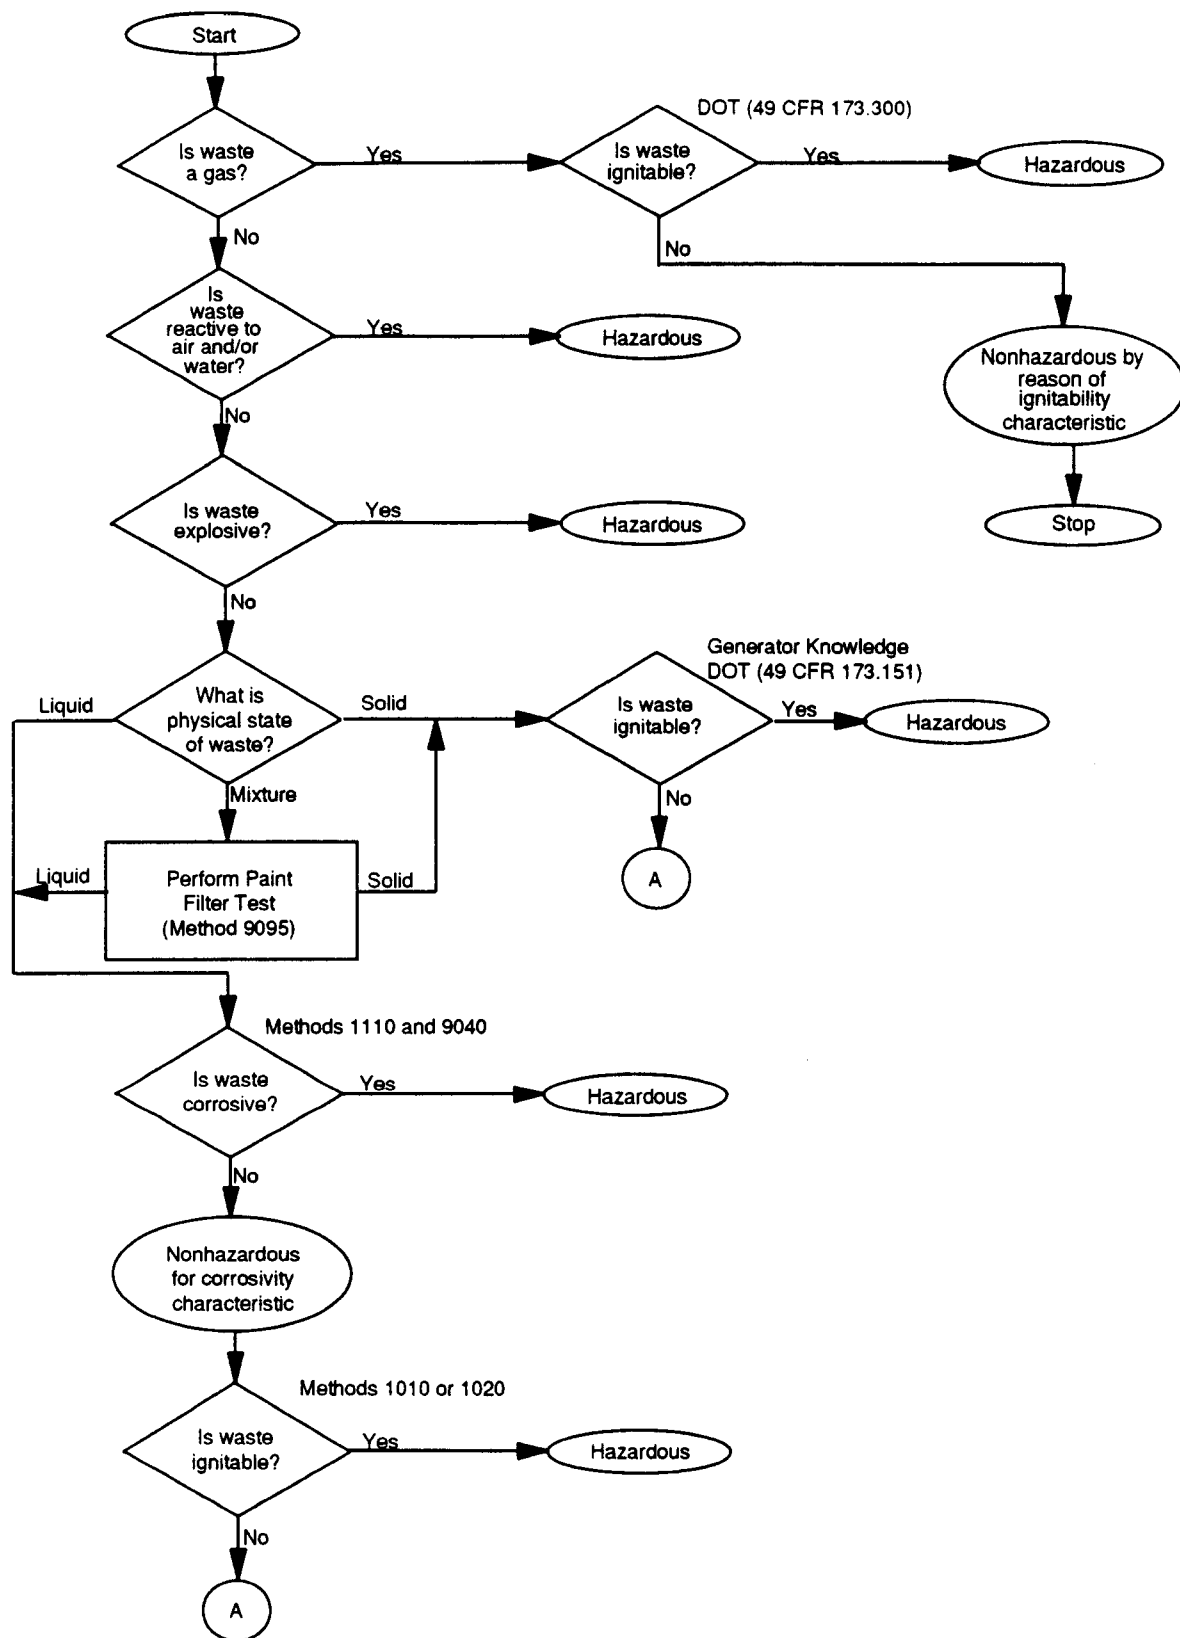 Start
DOT (49 CFR 173.300)
Is waste
a gas?
Yes
Is waste
ignitable?
Yes
Hazardous
No
No
Is
waste
reactive to
air and/or
water?
Yes
Hazardous
Nonhazardous by
reason of
ignitability
characteristic
No
Is waste
explosive?
Yes
Hazardous
Stop
No
Generator Knowledge
DOT (49 CFR 173.151)
Liquid
What is
physical state
of waste?
Solid
Is waste
ignitable?
Yes
Hazardous
Mixture
No
Liquid
Perform Paint
Filter Test
(Method 9095)
Solid
A
Methods 1110 and 9040
Is waste
corrosive?
Yes
Hazardous
No
Nonhazardous
for corrosivity
characteristic
Methods 1010 or 1020
Is waste
ignitable?
Yes
Hazardous
No
A